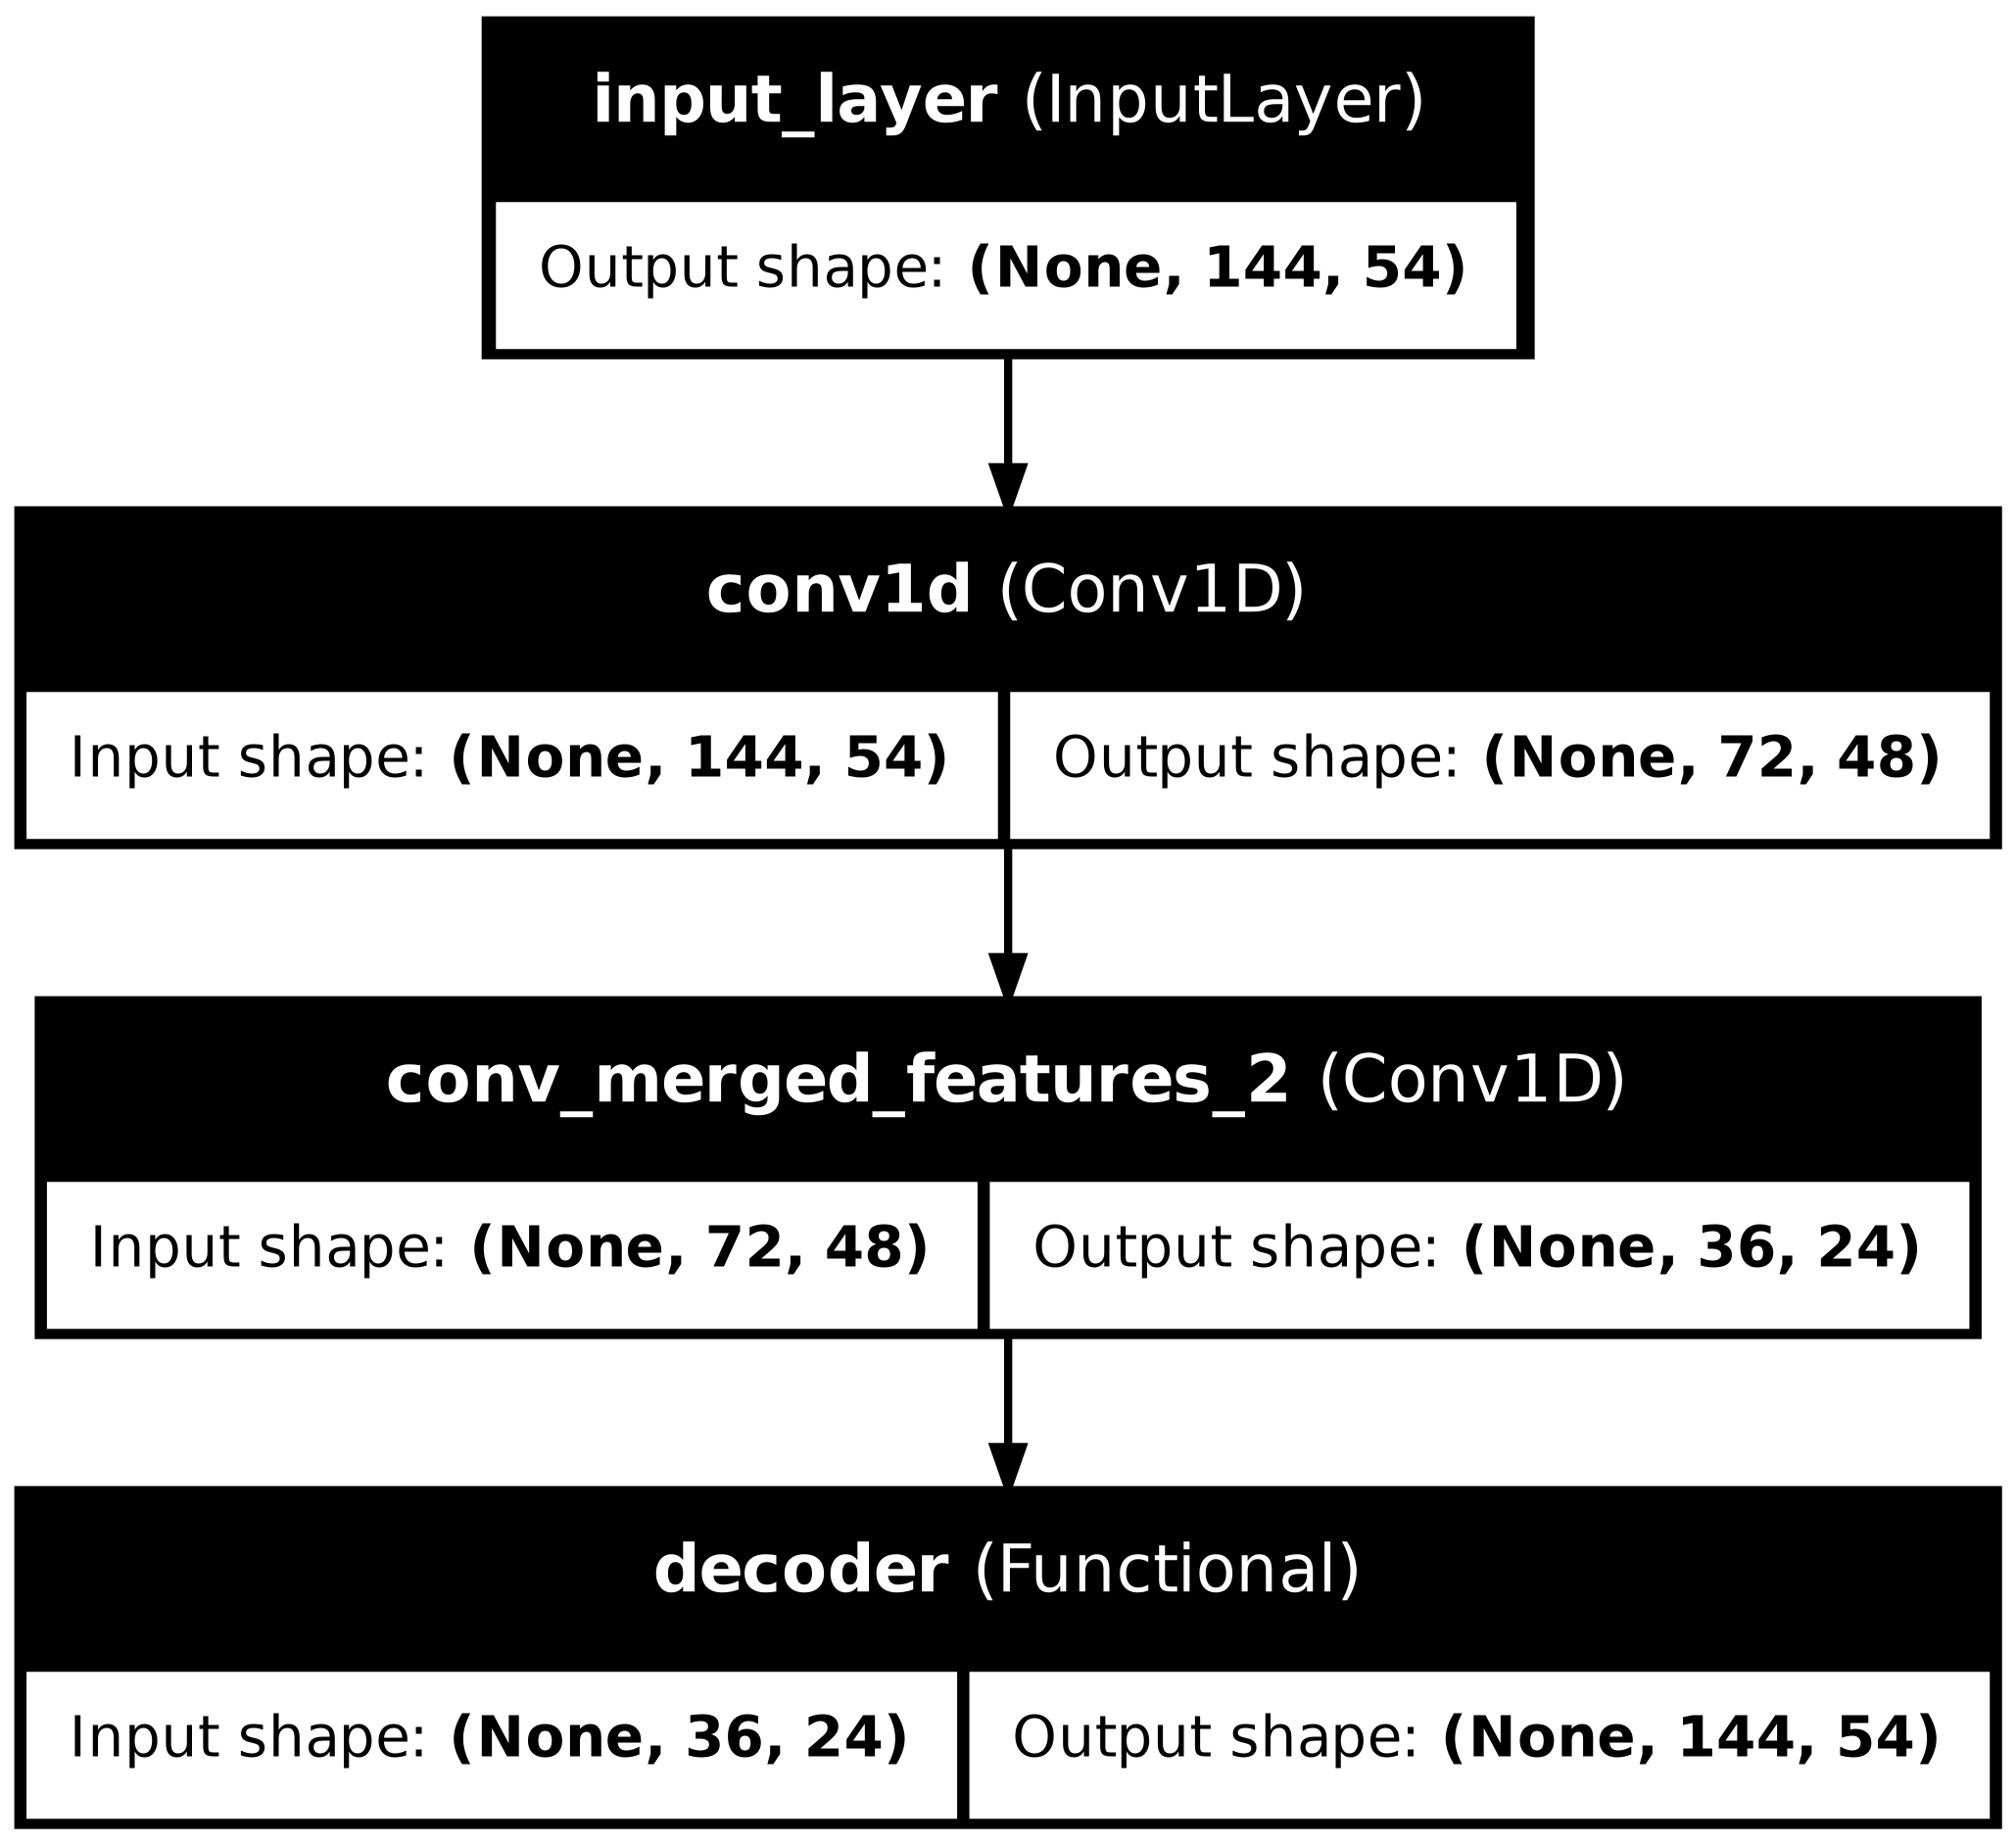 input_layer (InputLayer)
Output shape: (None, 144, 54)
conv1d (Conv1D)
Input shape: (None, 144, 54) Output shape: (None, 72, 48)
conv_merged_features_2 (Conv1D)
Input shape: (None, 72, 48) Output shape: (None, 36, 24)
decoder (Functional)
Input shape: (None, 36, 24) Output shape: (None, 144, 54)